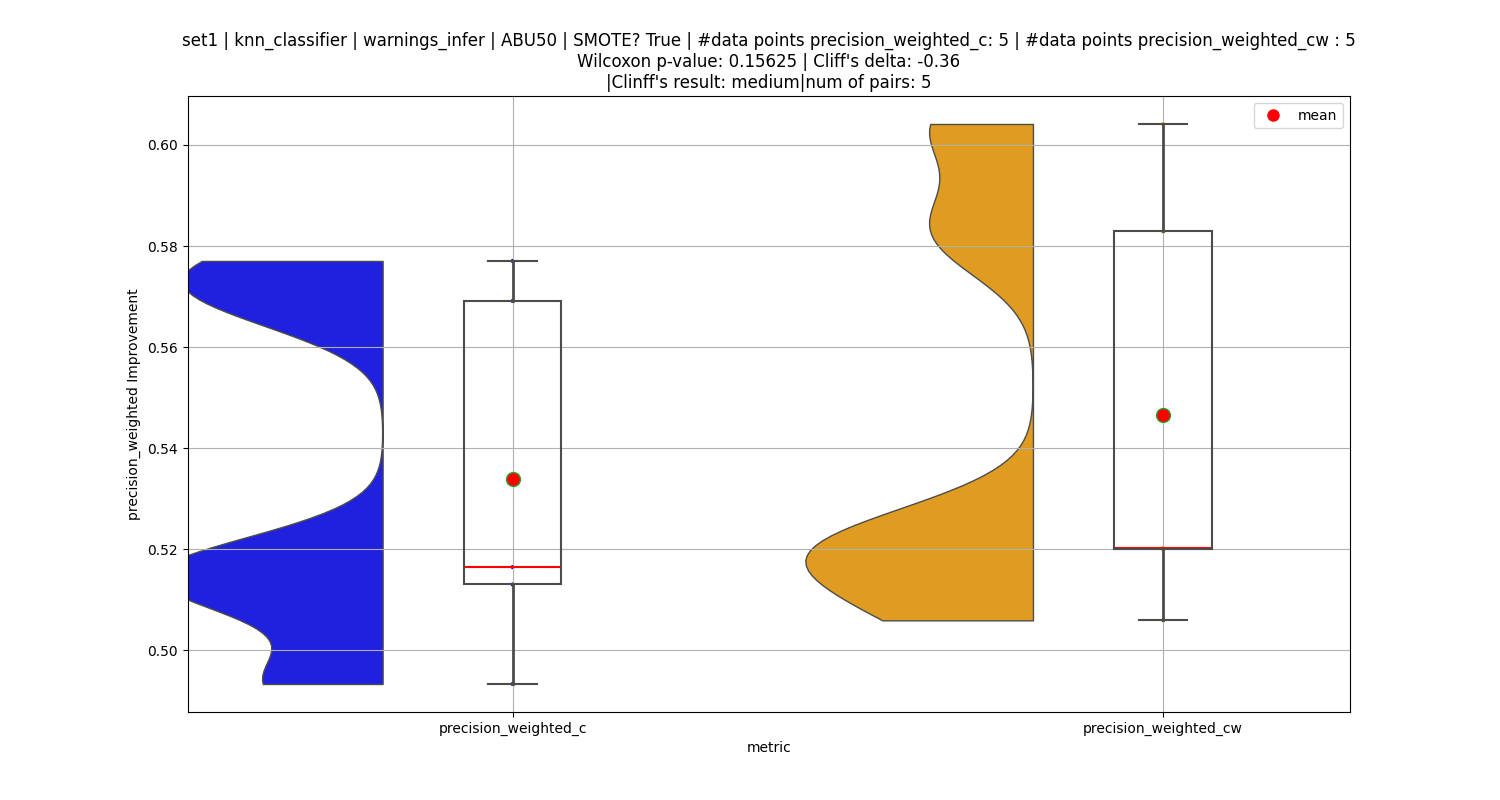 set1 | knn_classifier | warnings_infer | ABU50 | SMOTE? True | #data points precision_weighted_c: 5 | #data points precision_weighted_cw : 5
Wilcoxon p-value: 0.15625 | Cliff's delta: -0.36
|Clinff's result: medium|num of pairs: 5
mean
0.60
0.58
0.56
0.54
0.52
0.50
precision_weighted Improvement
precision_weighted_c
precision_weighted_cw
metric